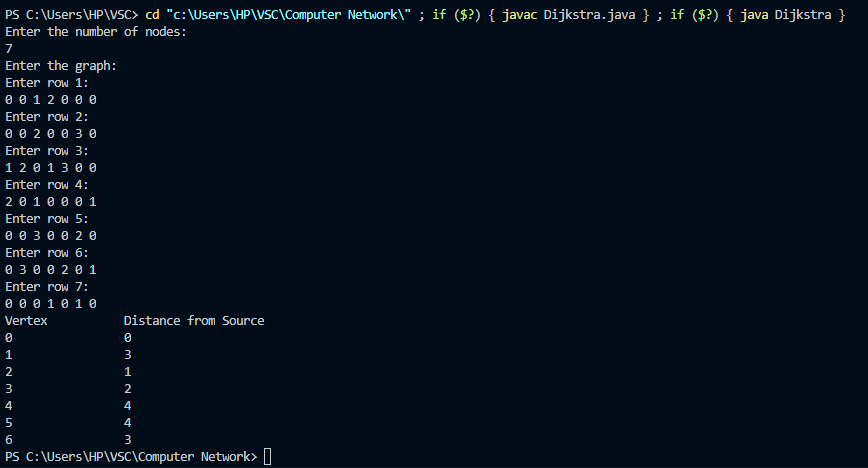 PS C:\Users\HP\VSC> cd "c:\Users\HP\VSC\Computer Network\" ; if ($?) { javac Dijkstra.java } ; if ($?) { java Dijkstra }
Enter the number of nodes:
7
Enter the graph:
Enter row 1:
0 0 1 2 0 0 0
Enter row 2:
0 0 2 0 0 3 0
Enter row 3:
1 2 0 1 3 0 0
Enter row 4:
2 0 1 0 0 0 1
Enter row 5:
0 0 3 0 0 2 0
Enter row 6:
0 3 0 0 2 0 1
Enter row 7:
0 0 0 1 0 1 0
Vertex Distance from Source
0 0
1 3
2 1
3 2
4 4
5 4
6 3
PS C:\Users\HP\VSC\Computer Network>